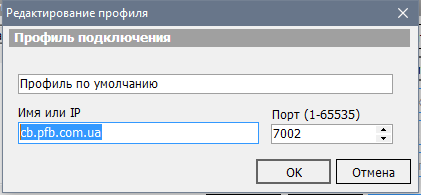 Редактирование профиля
Профиль подключения
Профиль по умолчанию
Имя или IP
Порт (1-65535)
cb.pfb.com.ua
7002
OK
Отмена